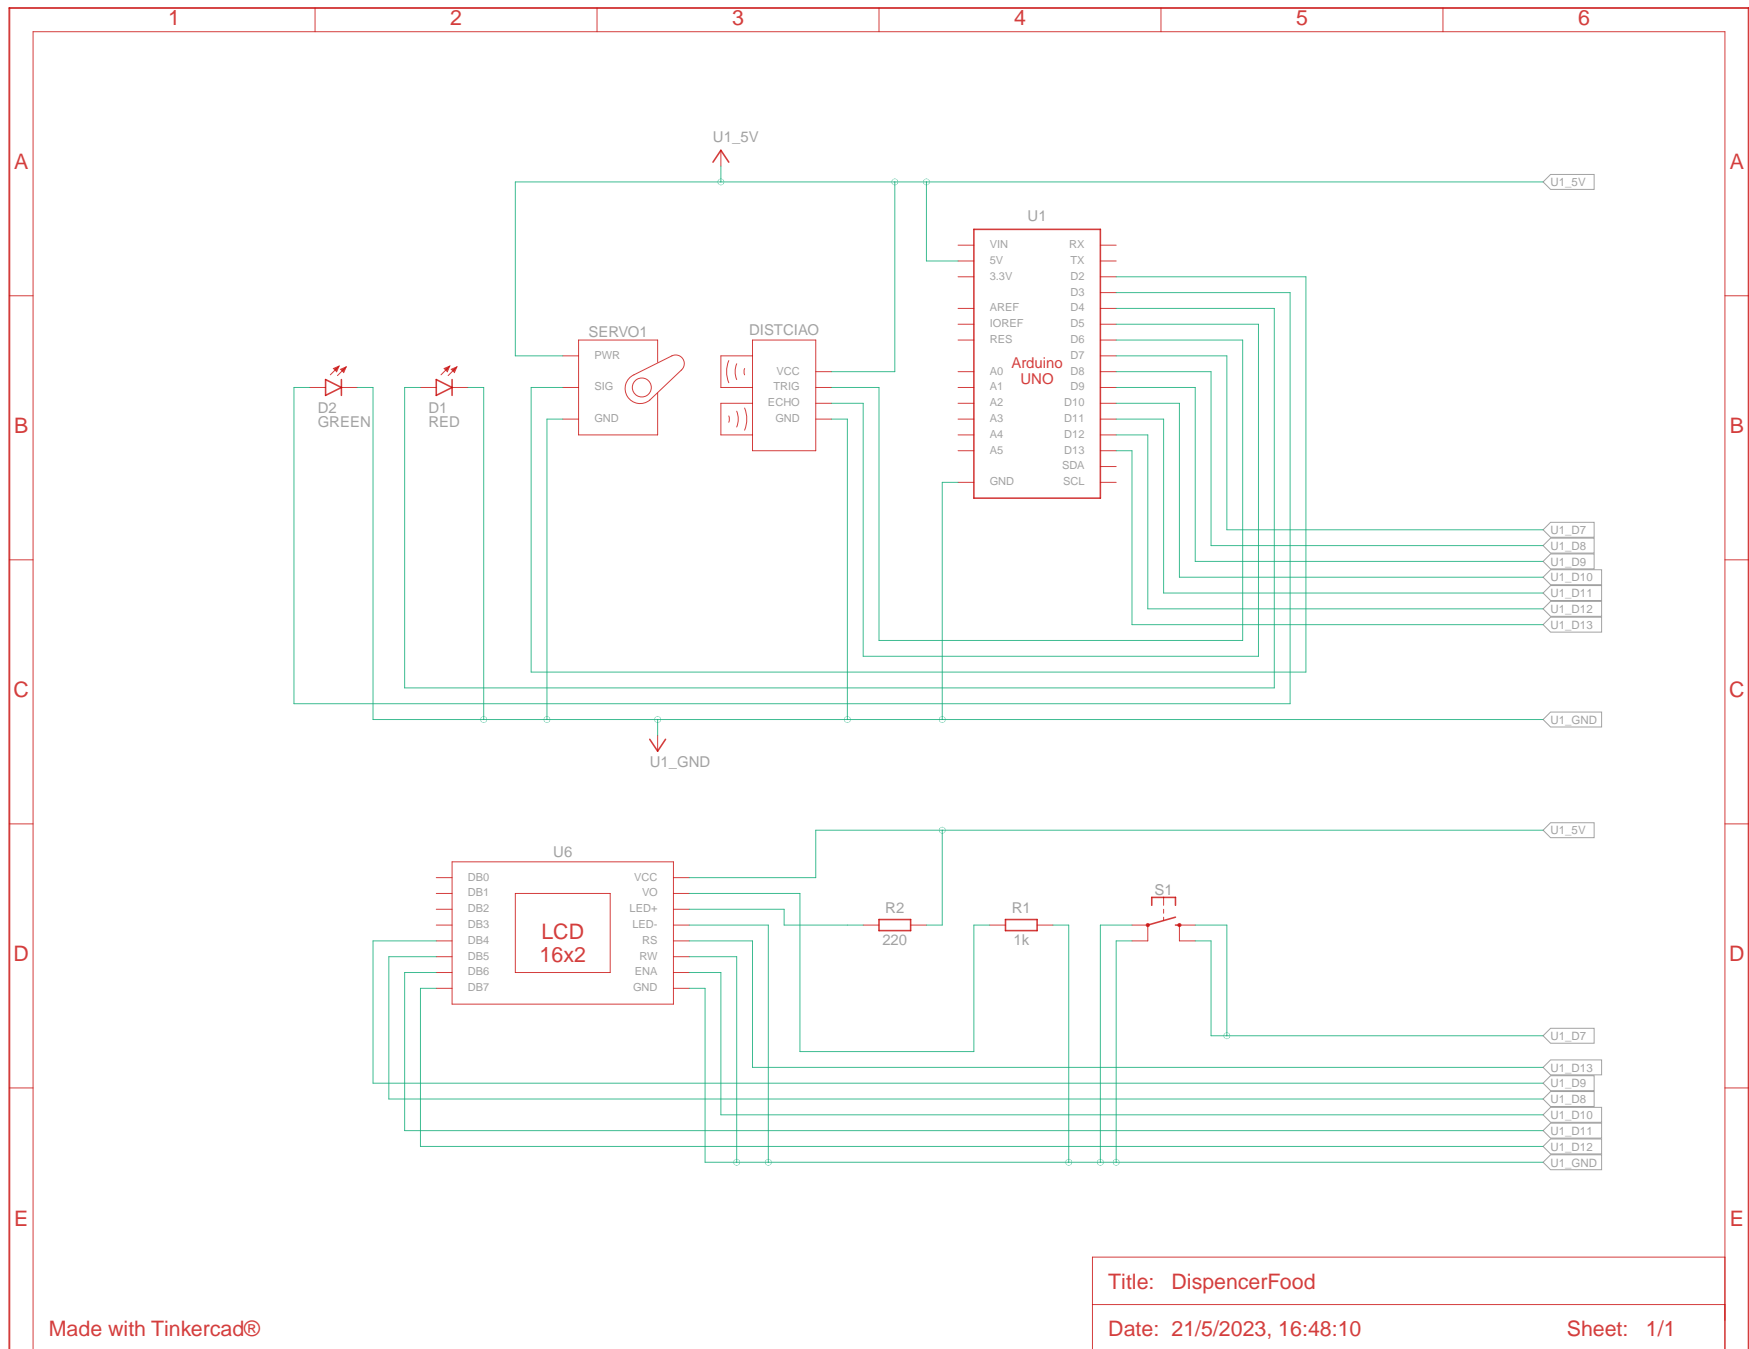 1 2 3 4 5 6
U1_5V
A A
U1_5V
U1
VIN RX
5V TX
3.3V D2
D3
AREF D4
IOREF D5
RES D6
D7
A0 D8
A1 D9
A2 D10
A3 D11
A4 D12
A5 D13
SDA
GND SCL
Arduino
UNO
SERVO1
PWR
SIG
GND
DISTCIAO
VCC
TRIG
ECHO
GND
D2
GREEN
D1
RED
B B
U1_D7
U1_D8
U1_D9
U1_D10
U1_D11
U1_D12
U1_D13
C C
U1_GND
U1_GND
U1_5V
U6
DB0 VCC
DB1 VO
DB2 LED+
DB3 LED-
DB4 RS
DB5 RW
DB6 ENA
DB7 GND
LCD
16x2
R2
220
R1
1k
S1
D D
U1_D7
U1_D13
U1_D9
U1_D8
U1_D10
U1_D11
U1_D12
U1_GND
E E
Title: DispencerFood
Made with Tinkercad®
Date: 21/5/2023, 16:48:10 Sheet: 1/1